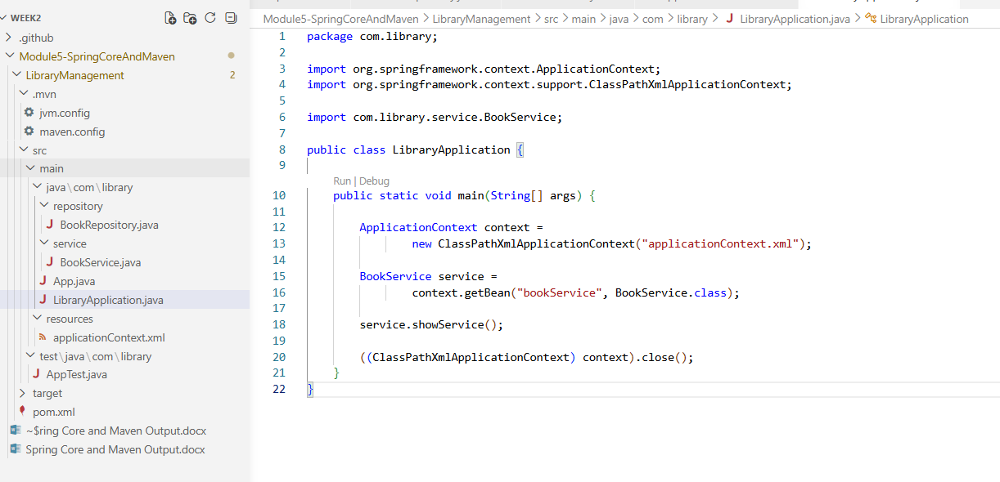 WEEK2
.github
Module5-SpringCoreAndMaven
LibraryManagement 2
.mvn
jvm.config
maven.config
src
main
java\com\library
repository
BookRepository.java
service
BookService.java
App.java
LibraryApplication.java
resources
applicationContext.xml
test\java\com\library
AppTest.java
target
pom.xml
~$ring Core and Maven Output.docx
Spring Core and Maven Output.docx
Module5-SpringCoreAndMaven > LibraryManagement > src > main > java > com > library > LibraryApplication.java > LibraryApplication
1 package com.library;
2
3 import org.springframework.context.ApplicationContext;
4 import org.springframework.context.support.ClassPathXmlApplicationContext;
5
6 import com.library.service.BookService;
7
8 public class LibraryApplication {
9
Run | Debug
10 public static void main(String[] args) {
11
12 ApplicationContext context =
13 new ClassPathXmlApplicationContext("applicationContext.xml");
14
15 BookService service =
16 context.getBean("bookService", BookService.class);
17
18 service.showService();
19
20 ((ClassPathXmlApplicationContext) context).close();
21 }
22 }